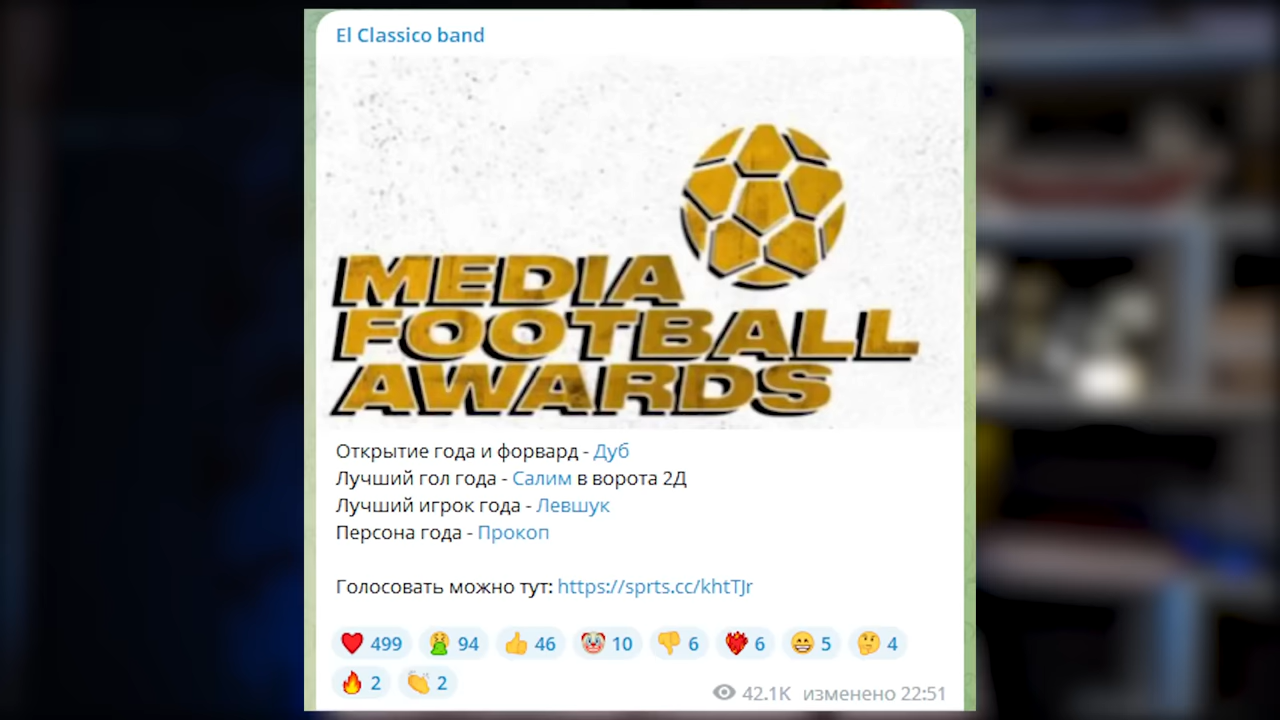 El Classico band
MEDIA
FOOTBALL
AWARDS
Открытие года и форвард - Дуб
Лучший гол года - Салим в ворота 2Д
Лучший игрок года - Левшук
Персона года - Прокоп
Голосовать можно тут: https://sprts.cc/khtTJr
499 94 46 10 6 6 5 4
2 2
42.1K изменено 22:51